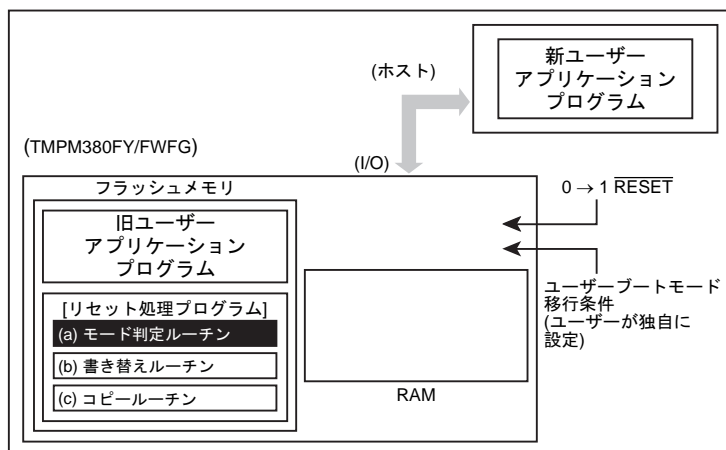 新ユーザー
アプリケーション
プログラム
(ホスト)
(TMPM380FY/FWFG)
(I/O)
フラッシュメモリ
0 → 1 RESET
旧ユーザー
アプリケーション
プログラム
ユーザーブートモード
移行条件
(ユーザーが独自に
設定)
[リセット処理プログラム]
(a) モード判定ルーチン
(b) 書き替えルーチン
(c) コピールーチン
RAM